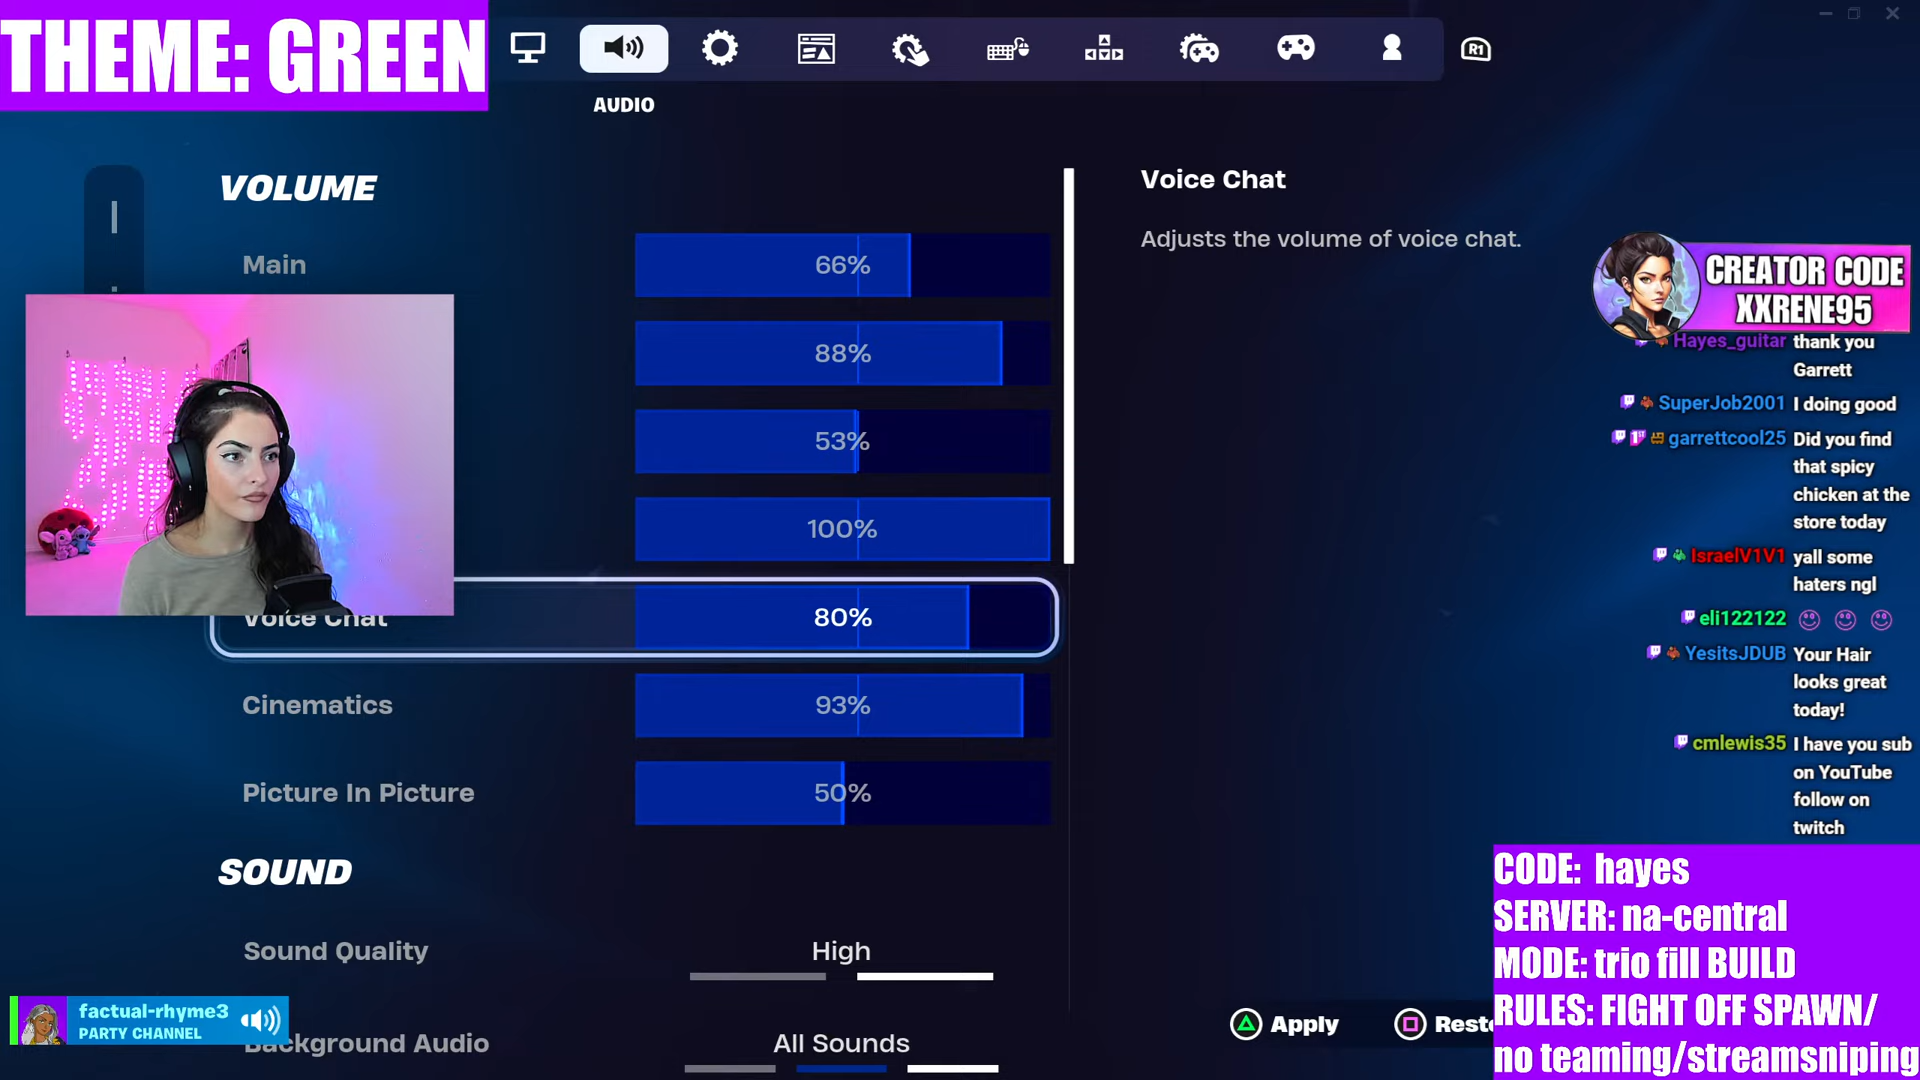 THEME: GREEN
R1
AUDIO
VOLUME
Main
66%
88%
53%
100%
Voice Chat
80%
Cinematics
93%
Picture In Picture
50%
SOUND
Sound Quality
High
Background Audio
All Sounds
Voice Chat
Adjusts the volume of voice chat.
CREATOR CODE
XXRENE95
Hayes_guitar thank you
Garrett
SuperJob2001 I doing good
garrettcool25 Did you find
that spicy
chicken at the
store today
IsraelV1V1 yall some
haters ngl
eli122122
YesitsJDUB Your Hair
looks great
today!
cmlewis35 I have you sub
on YouTube
follow on
twitch
CODE: hayes
SERVER: na-central
MODE: trio fill BUILD
RULES: FIGHT OFF SPAWN/
no teaming/streamsniping
factual-rhyme3
PARTY CHANNEL
Apply
Rest